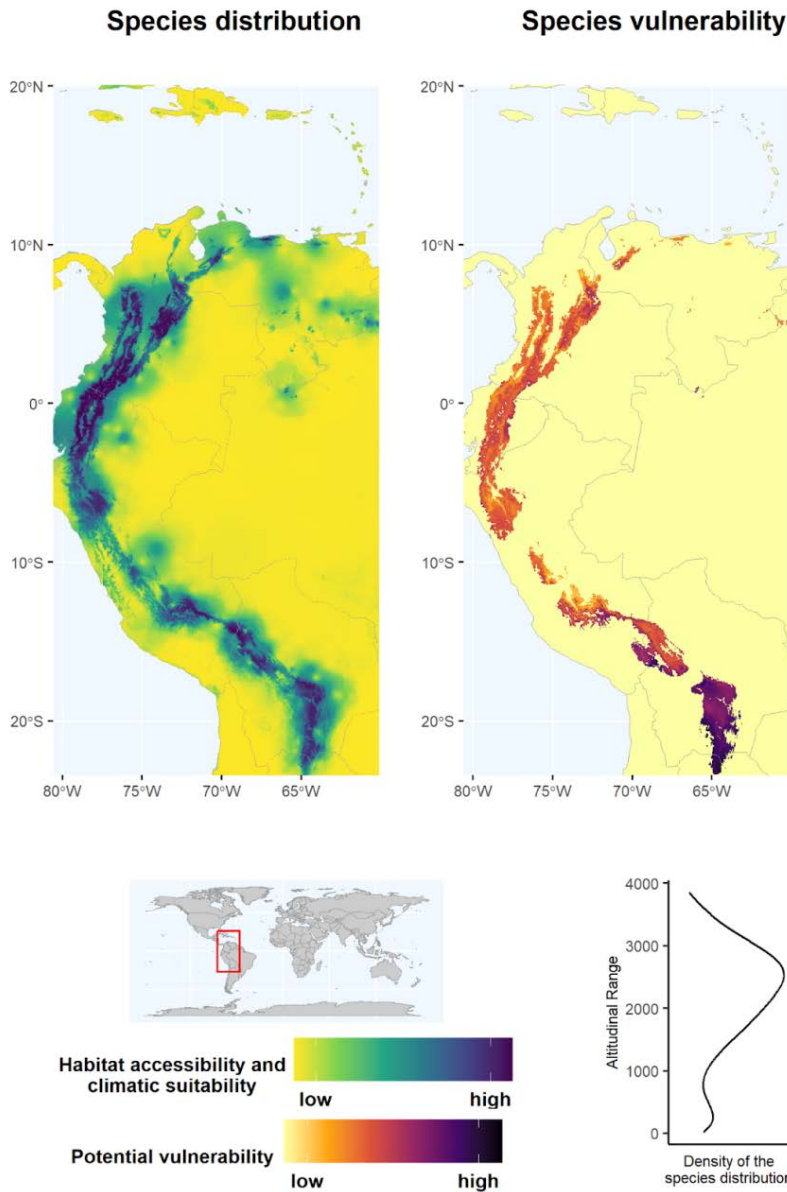 Species distribution
Species vulnerability
20°N
10°N
0°
10°S
20°S
80°W 75°W 70°W 65°W
20°N
10°N
0°
10°S
20°S
80°W 75°W 70°W 65°W
Habitat accessibility and
climatic suitability
low high
Potential vulnerability
low high
Altitudinal Range
4000
3000
2000
1000
0
Density of the
species distribution